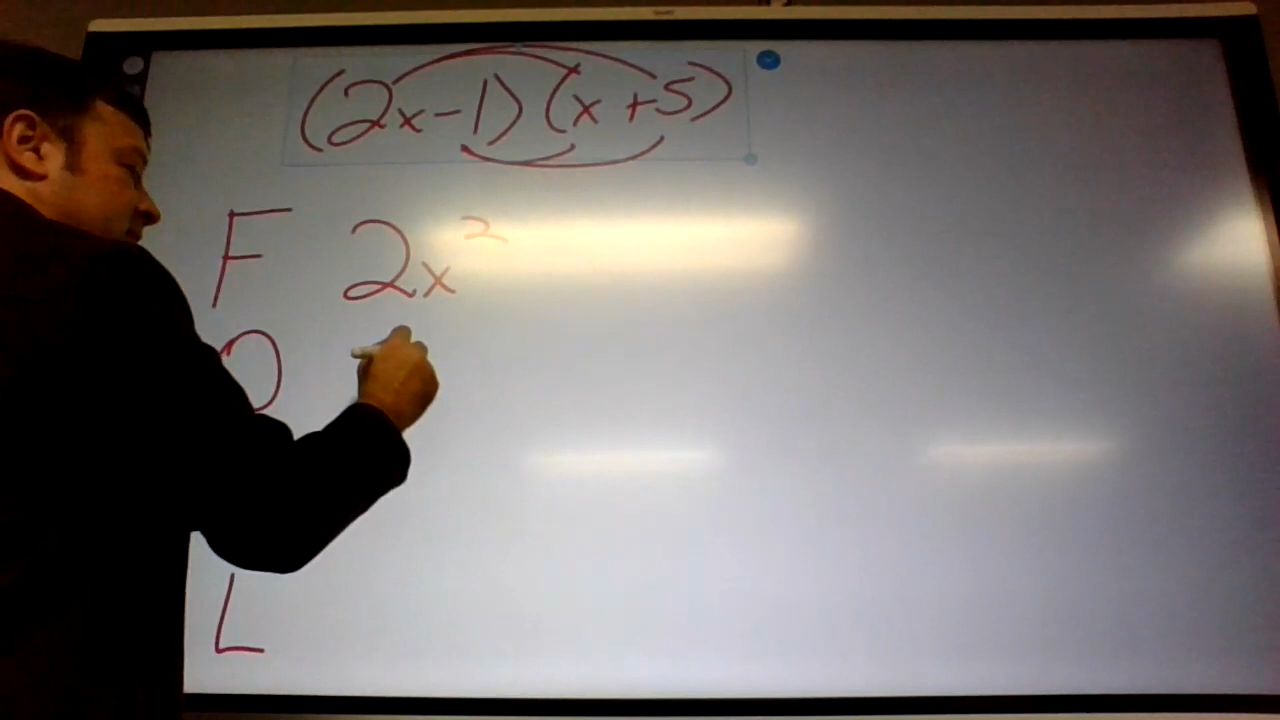 (2x-1)(x+5)
F 2x²
O
L